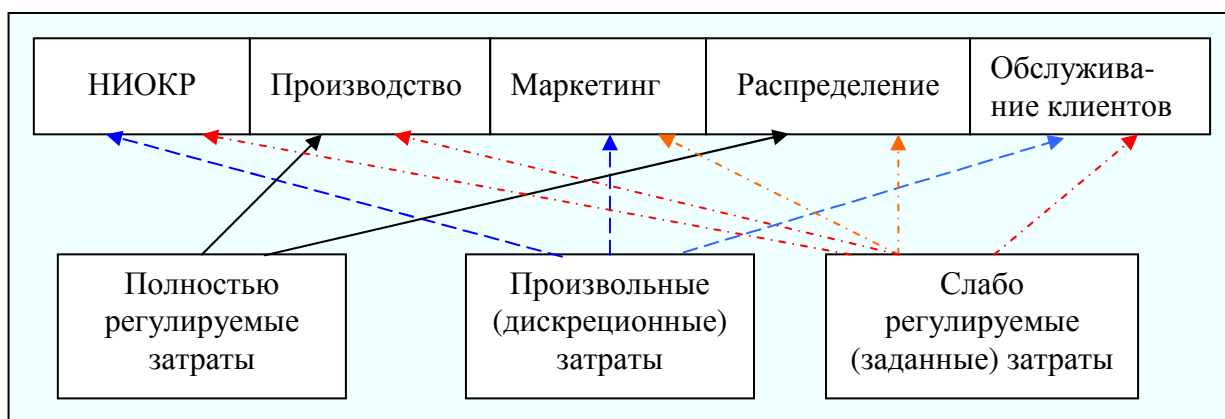 НИОКР
Производство
Маркетинг
Распределение
Обслужива-
ние клиентов
Полностью
регулируемые
затраты
Произвольные
(дискреционные)
затраты
Слабо
регулируемые
(заданные) затраты